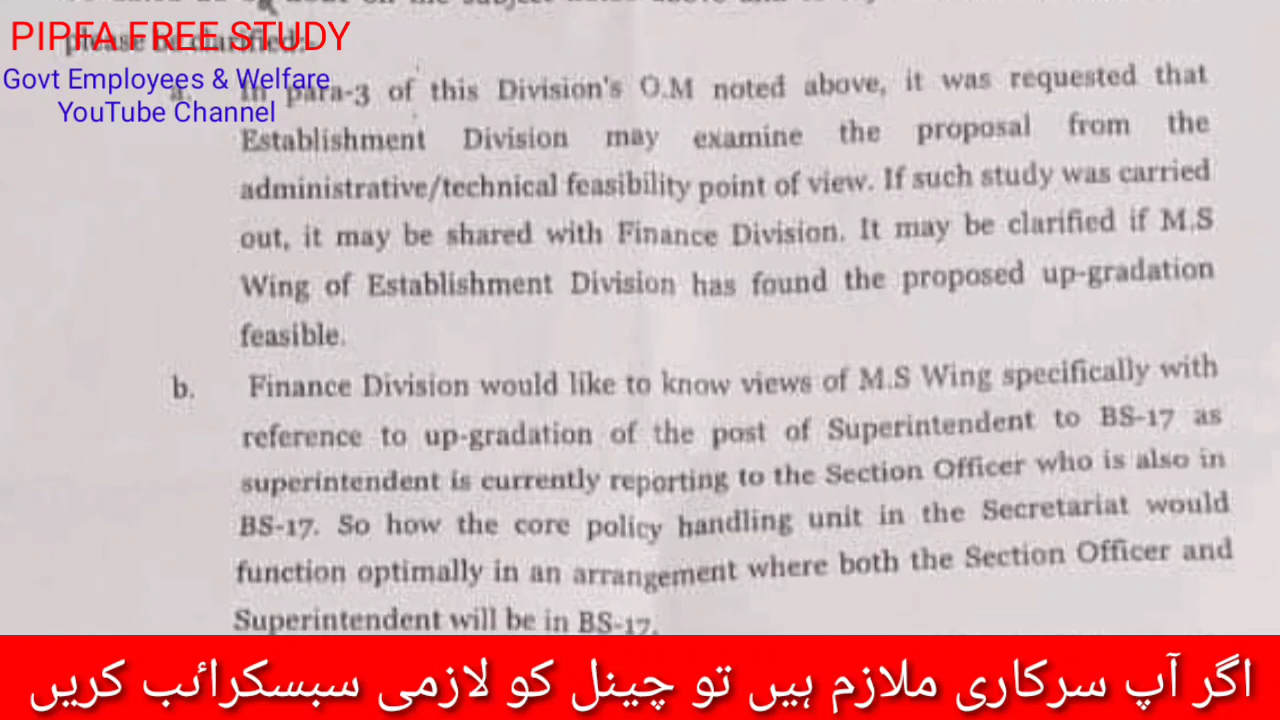 PIPFA FREE STUDY
please be clarified:-
Govt Employees & Welfare
YouTube Channel
a. In para-3 of this Division's O.M noted above, it was requested that
Establishment Division may examine the proposal from the
administrative/technical feasibility point of view. If such study was carried
out, it may be shared with Finance Division. It may be clarified if M.S
Wing of Establishment Division has found the proposed up-gradation
feasible.
b. Finance Division would like to know views of M.S Wing specifically with
reference to up-gradation of the post of Superintendent to BS-17 as
superintendent is currently reporting to the Section Officer who is also in
BS-17. So how the core policy handling unit in the Secretariat would
function optimally in an arrangement where both the Section Officer and
Superintendent will be in BS-17.
اگر آپ سرکاری ملازم ہیں تو چینل کو لازمی سبسکرائب کریں